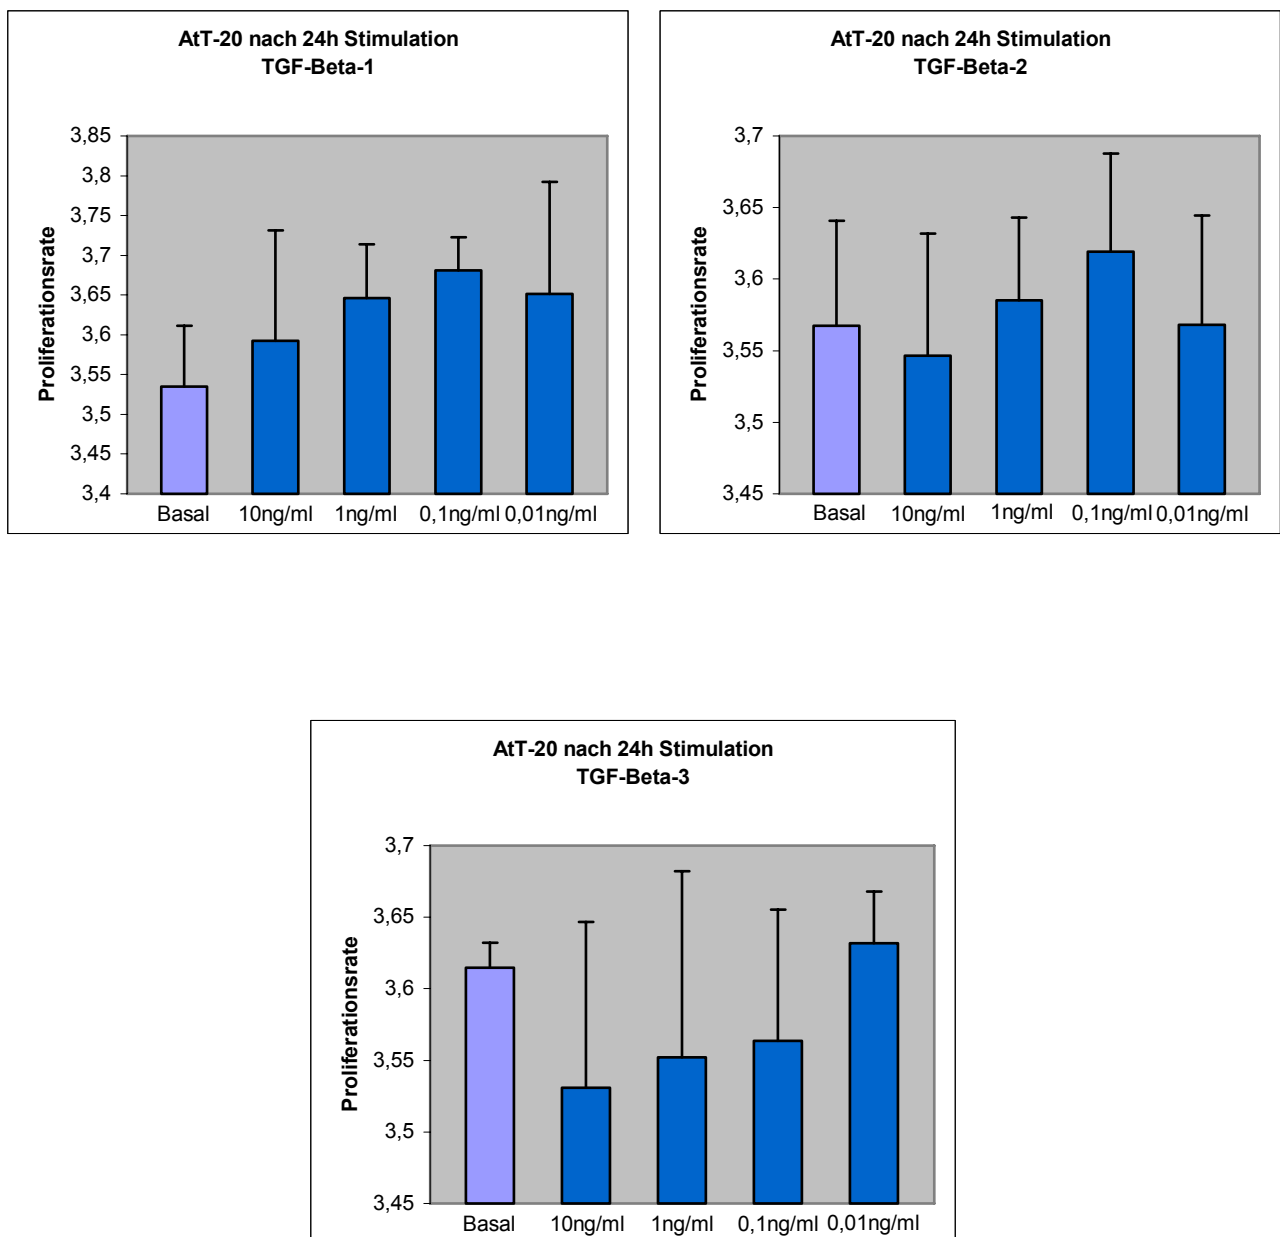 AtT-20 nach 24h Stimulation
TGF-Beta-1
Proliferationsrate
3,85
3,8
3,75
3,7
3,65
3,6
3,55
3,5
3,45
3,4
Basal 10ng/ml 1ng/ml 0,1ng/ml 0,01ng/ml
AtT-20 nach 24h Stimulation
TGF-Beta-2
Proliferationsrate
3,7
3,65
3,6
3,55
3,5
3,45
Basal 10ng/ml 1ng/ml 0,1ng/ml 0,01ng/ml
AtT-20 nach 24h Stimulation
TGF-Beta-3
Proliferationsrate
3,7
3,65
3,6
3,55
3,5
3,45
Basal 10ng/ml 1ng/ml 0,1ng/ml 0,01ng/ml